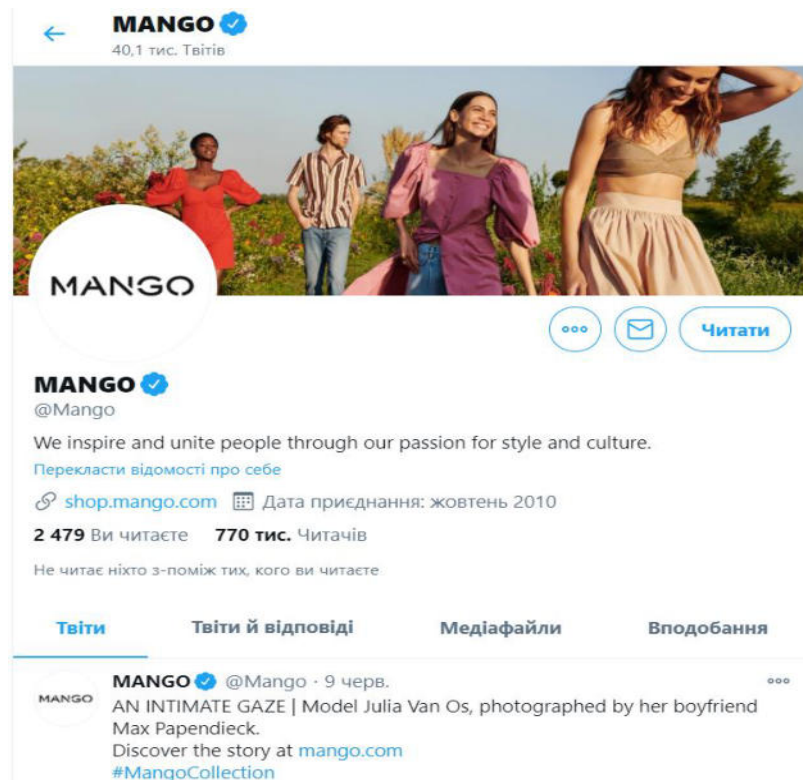 MANGO
40,1 тис. Твітів
MANGO
Читати
MANGO
@Mango
We inspire and unite people through our passion for style and culture.
Перекласти відомості про себе
shop.mango.com Дата приєднання: жовтень 2010
2 479 Ви читаєте 770 тис. Читачів
Не читає ніхто з-поміж тих, кого ви читаєте
Твіти Твіти й відповіді Медіафайли Вподобання
MANGO @Mango · 9 черв.
MANGO
AN INTIMATE GAZE | Model Julia Van Os, photographed by her boyfriend
Max Papendieck.
Discover the story at mango.com
#MangoCollection